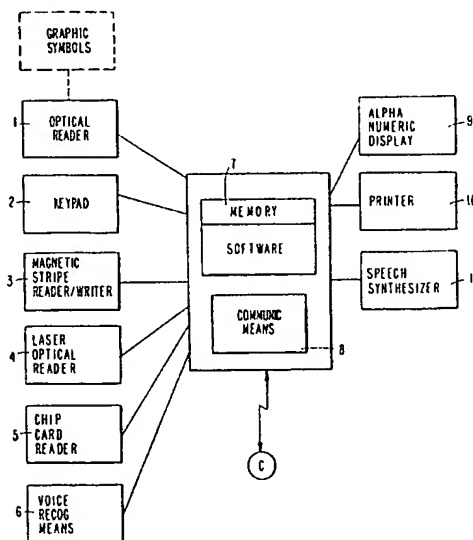 GRAPHIC
SYMBOLS
1
OPTICAL
READER
2
KEYPAD
3
MAGNETIC
STRIPE
READER/WRITER
4
LASER
OPTICAL
READER
5
CHIP
CARD
READER
6
VOICE
RECOG
MEANS
7
MEMORY
SOFTWARE
COMMUNIC
MEANS
8
C
ALPHA
NUMERIC
DISPLAY
9
PRINTER
10
SPEECH
SYNTHESIZER